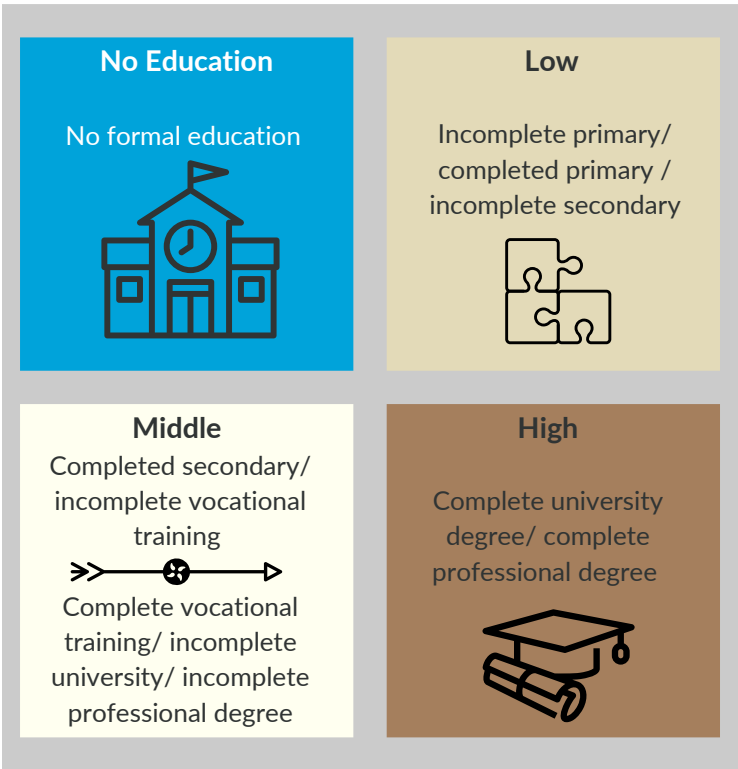 No Education
No formal education
Low
Incomplete primary/
completed primary /
incomplete secondary
Middle
Completed secondary/
incomplete vocational
training
Complete vocational
training/ incomplete
university/ incomplete
professional degree
High
Complete university
degree/ complete
professional degree